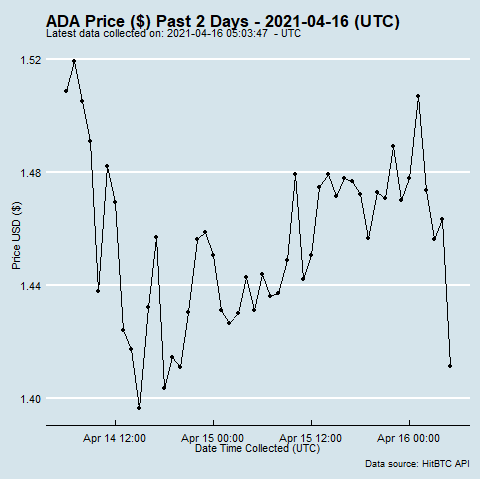 ADA Price ($) Past 2 Days - 2021-04-16 (UTC)
Latest data collected on: 2021-04-16 05:03:47 - UTC
1.52
1.48
1.44
1.40
Price USD ($)
Apr 14 12:00 Apr 15 00:00 Apr 15 12:00 Apr 16 00:00
Date Time Collected (UTC)
Data source: HitBTC API